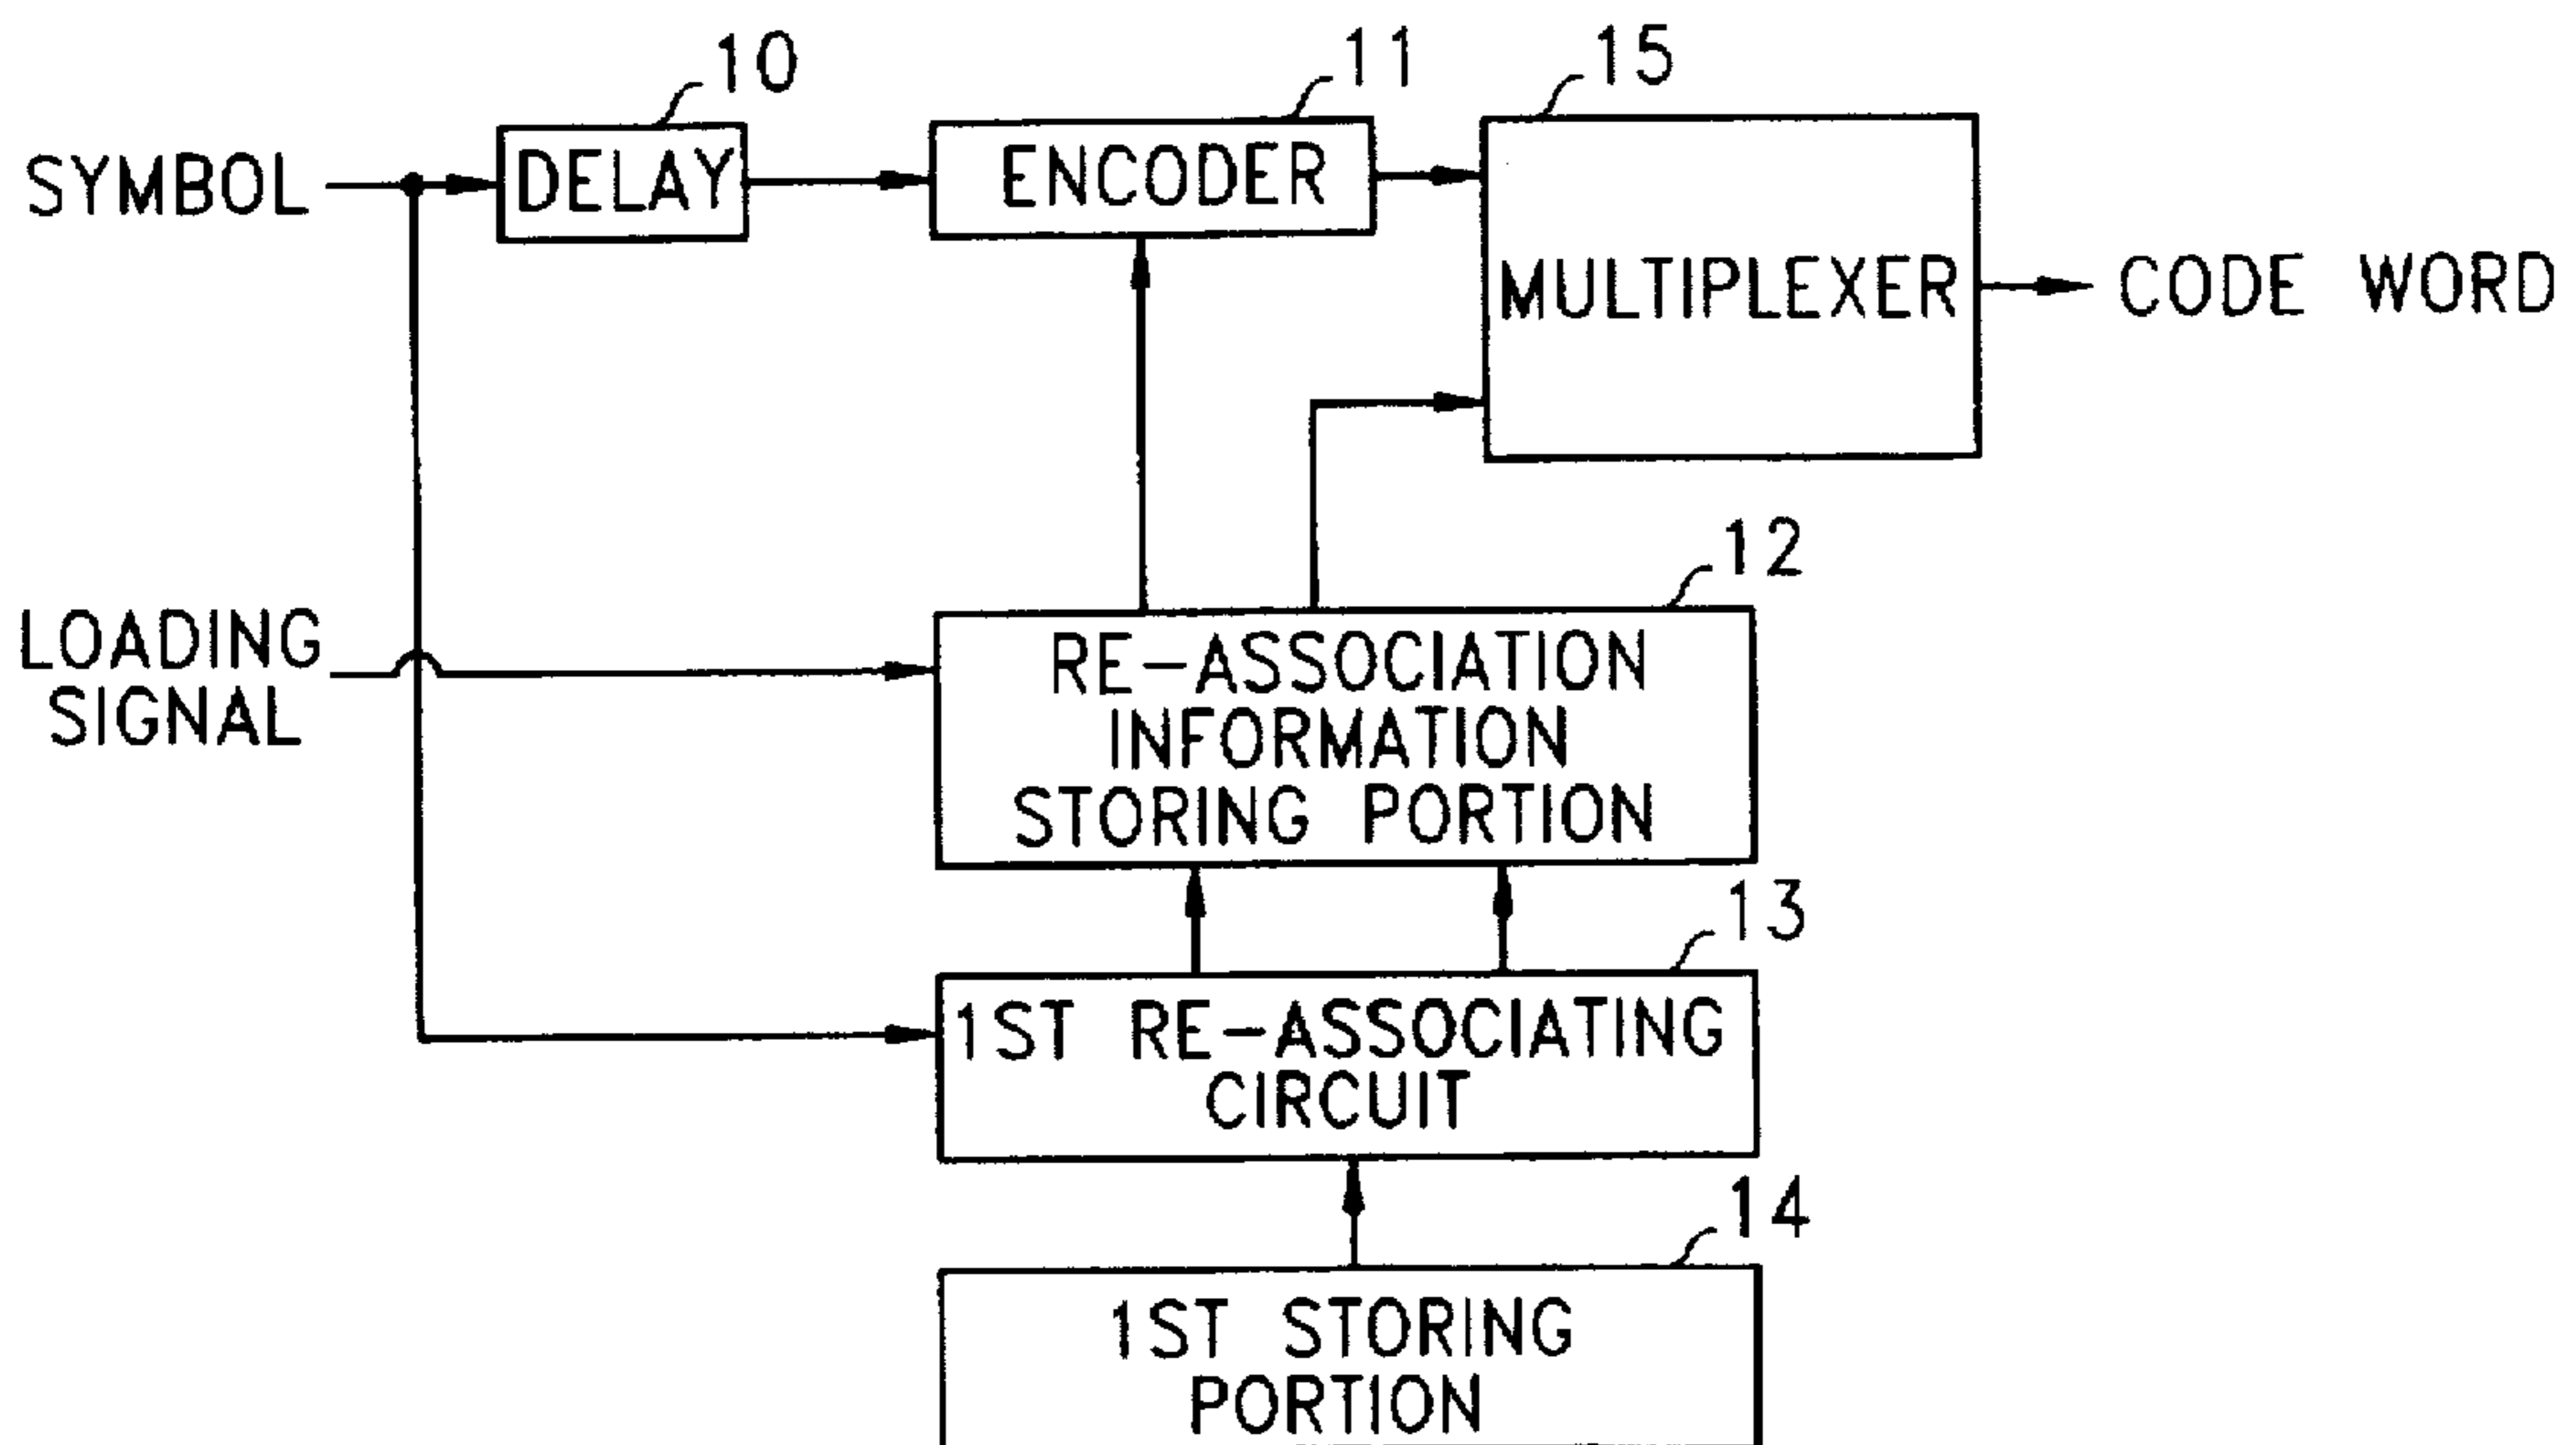 10
11
15
SYMBOL
DELAY
ENCODER
MULTIPLEXER
CODE WORD
12
LOADING
SIGNAL
RE-ASSOCIATION
INFORMATION
STORING PORTION
13
1ST RE-ASSOCIATING
CIRCUIT
14
1ST STORING
PORTION